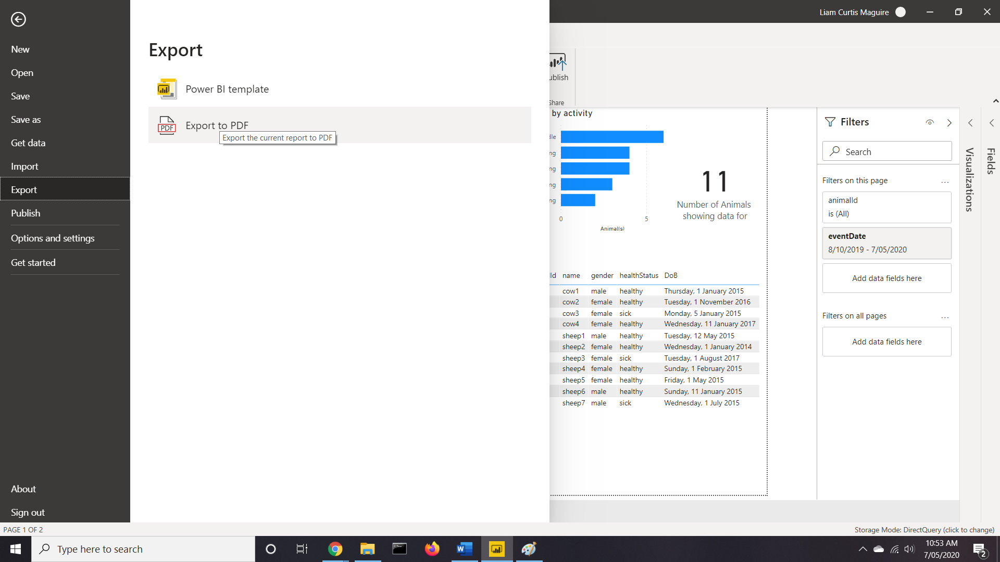 Liam Curtis Maguire
New
Open
Save
Save as
Get data
Import
Export
Publish
Options and settings
Get started
About
Sign out
Export
Power BI template
PDF
Export to PDF
Export the current report to PDF
ublish
Share
by activity
dle
ng
ng
ng
ng
0
5
Animal(s)
11
Number of Animals
showing data for
ld name gender healthStatus DoB
cow1 male healthy Thursday, 1 January 2015
cow2 female healthy Tuesday, 1 November 2016
cow3 female sick Monday, 5 January 2015
cow4 female healthy Wednesday, 11 January 2017
sheep1 male healthy Tuesday, 12 May 2015
sheep2 female healthy Wednesday, 1 January 2014
sheep3 female sick Tuesday, 1 August 2017
sheep4 female healthy Sunday, 1 February 2015
sheep5 female healthy Friday, 1 May 2015
sheep6 male healthy Sunday, 11 January 2015
sheep7 male sick Wednesday, 1 July 2015
Filters
Search
Filters on this page ...
animalId
is (All)
eventDate
8/10/2019 - 7/05/2020
Add data fields here
Filters on all pages ...
Add data fields here
Visualizations
Fields
PAGE 1 OF 2
Storage Mode: DirectQuery (click to change)
Type here to search
W
10:53 AM
7/05/2020
2